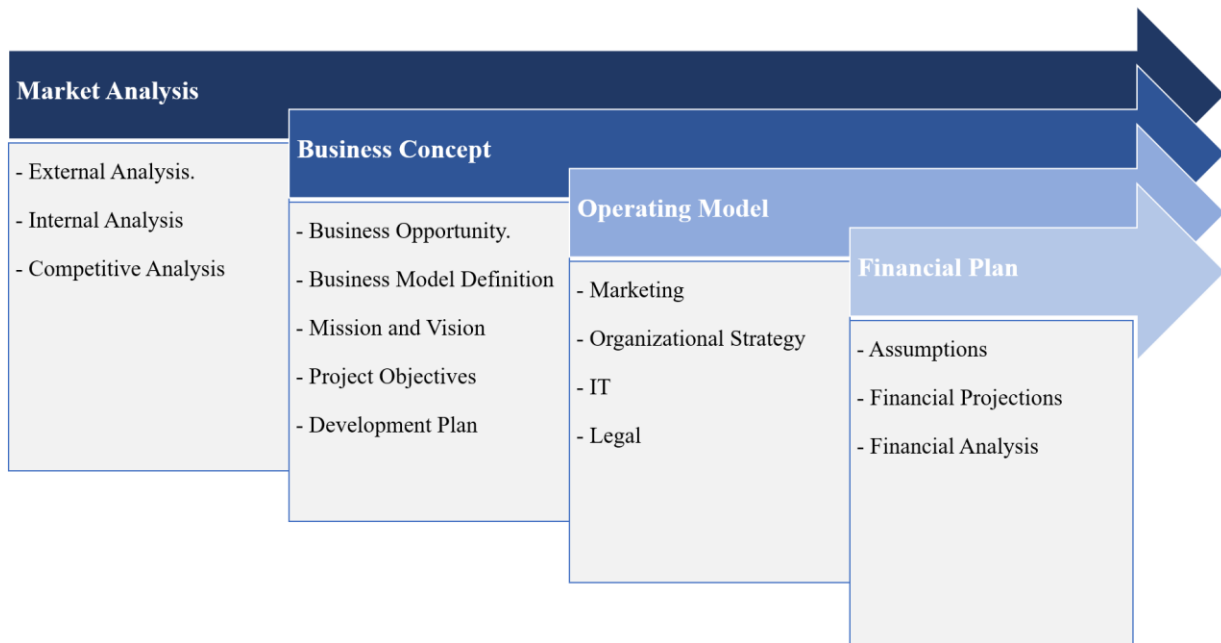 Market Analysis
- External Analysis.
- Internal Analysis
- Competitive Analysis
Business Concept
- Business Opportunity.
- Business Model Definition
- Mission and Vision
- Project Objectives
- Development Plan
Operating Model
- Marketing
- Organizational Strategy
- IT
- Legal
Financial Plan
- Assumptions
- Financial Projections
- Financial Analysis